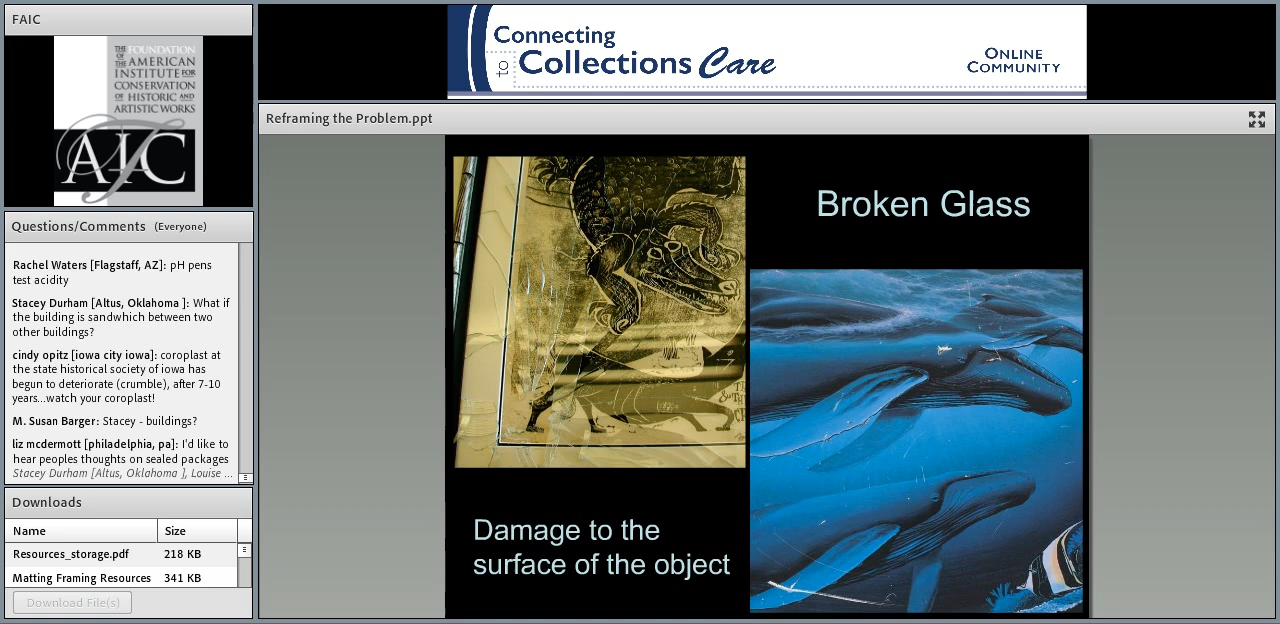 FAIC
THE FOUNDATION
OF THE AMERICAN
INSTITUTE FOR
CONSERVATION
OF HISTORIC AND
ARTISTIC WORKS
AIC
Questions/Comments (Everyone)
Rachel Waters [Flagstaff, AZ]: pH pens
test acidity
Stacey Durham [Altus, Oklahoma ]: What if
the building is sandwhich between two
other buildings?
cindy opitz [iowa city iowa]: coroplast at
the state historical society of iowa has
begun to deteriorate (crumble), after 7-10
years...watch your coroplast!
M. Susan Barger: Stacey - buildings?
liz mcdermott [philadelphia, pa]: I'd like to
hear peoples thoughts on sealed packages
Stacey Durham [Altus, Oklahoma ], Louise ...
Downloads
Name Size
Resources_storage.pdf 218 KB
Matting Framing Resources 341 KB
Download File(s)
Connecting
to Collections Care
ONLINE
COMMUNITY
Reframing the Problem.ppt
Broken Glass
Damage to the
surface of the object